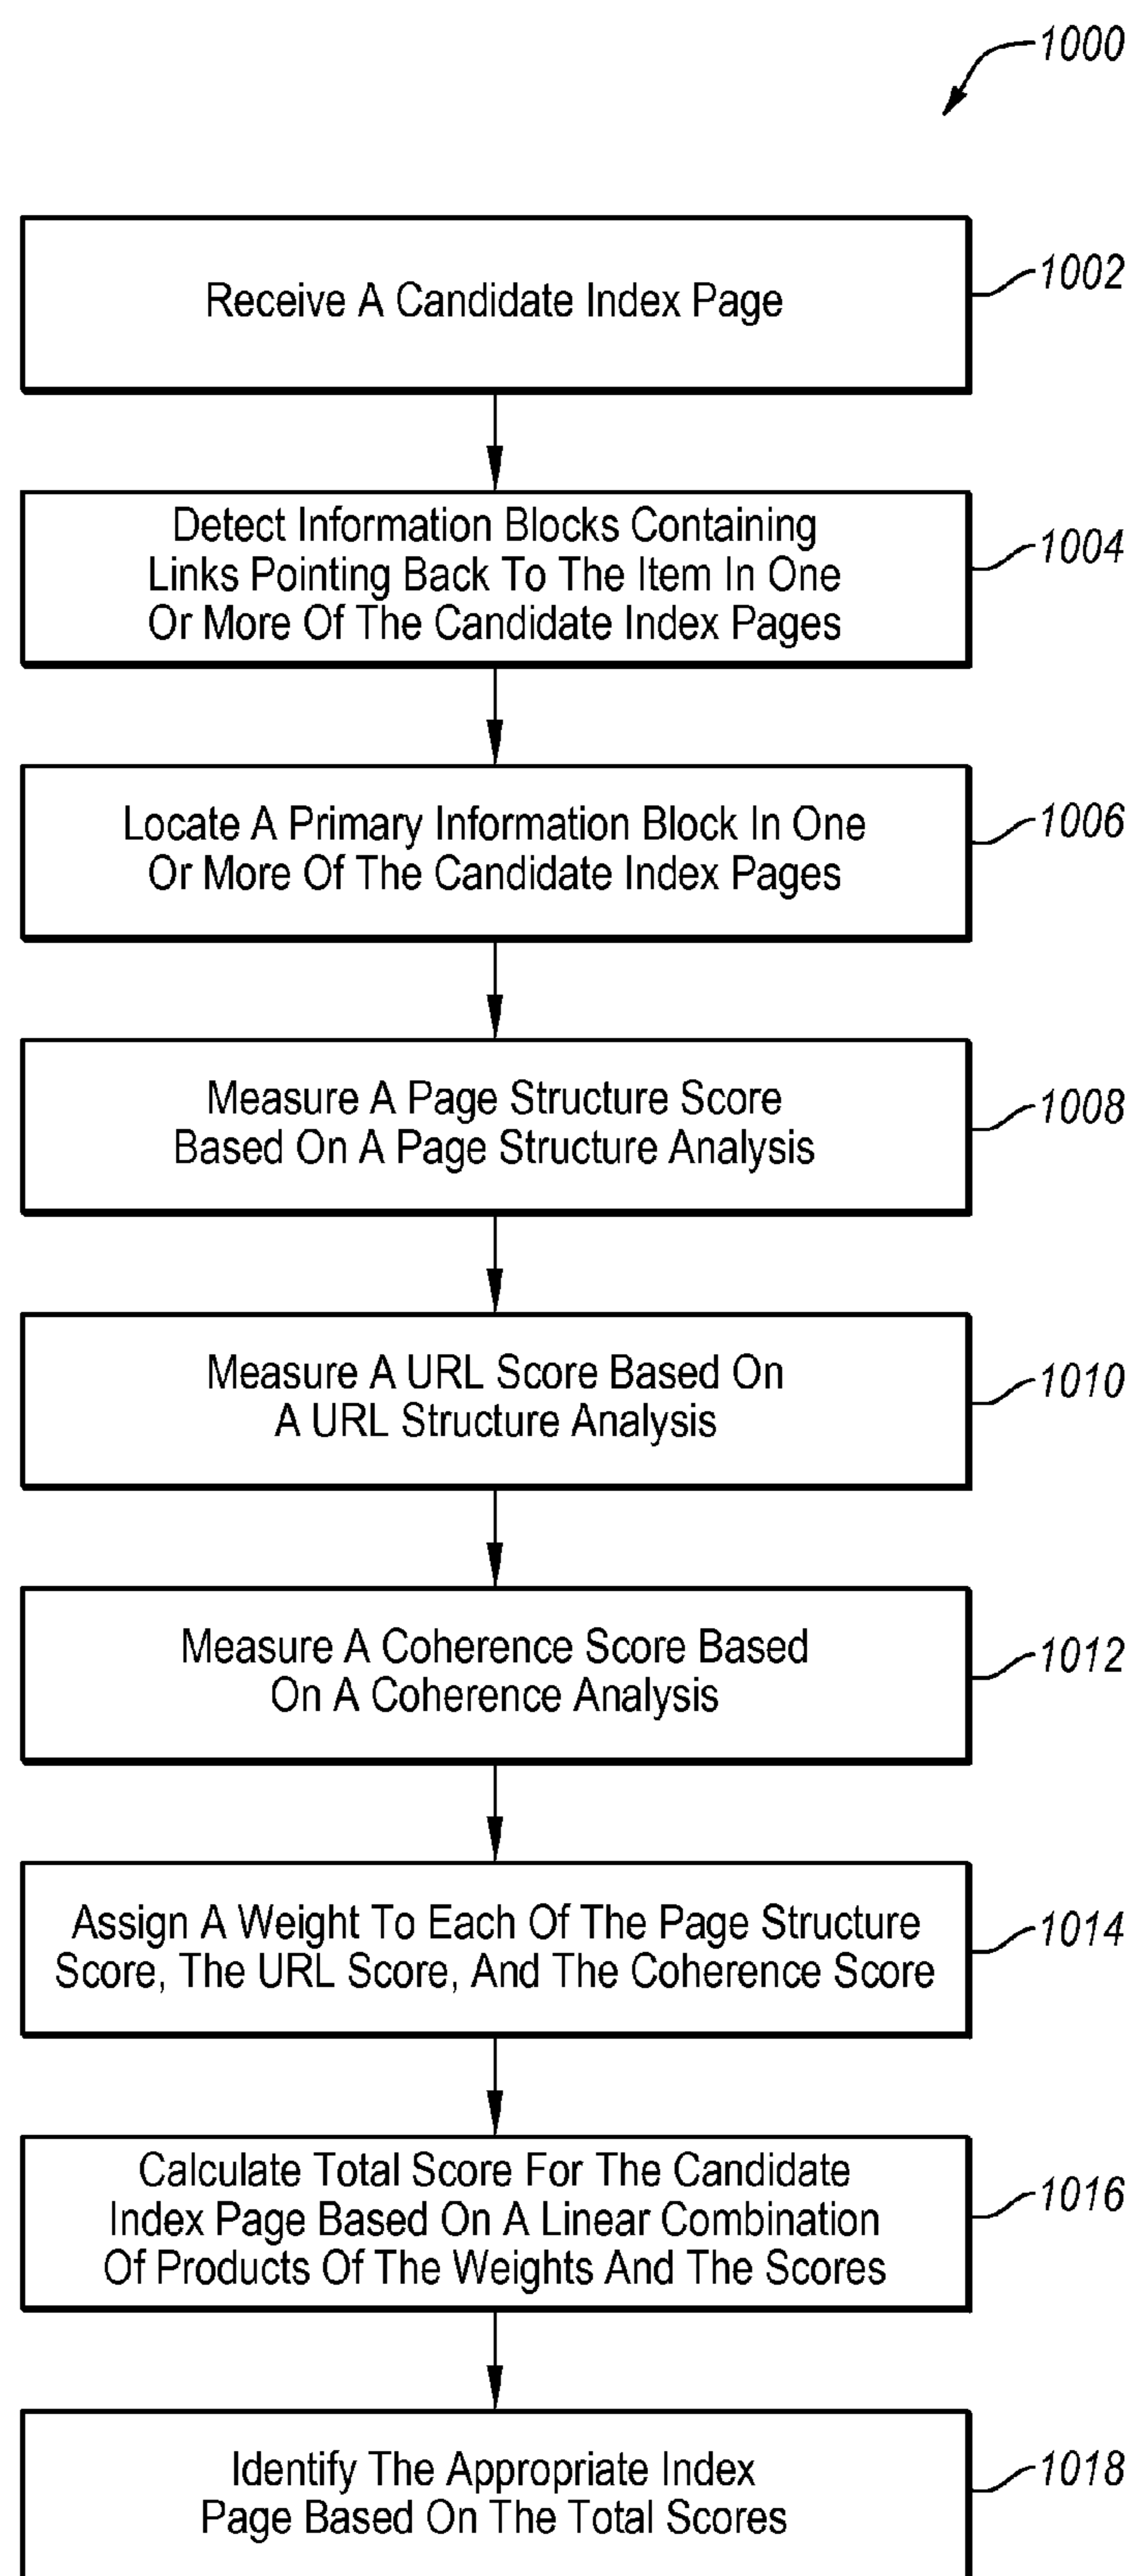 1000
Receive A Candidate Index Page
1002
Detect Information Blocks Containing
Links Pointing Back To The Item In One
Or More Of The Candidate Index Pages
1004
Locate A Primary Information Block In One
Or More Of The Candidate Index Pages
1006
Measure A Page Structure Score
Based On A Page Structure Analysis
1008
Measure A URL Score Based On
A URL Structure Analysis
1010
Measure A Coherence Score Based
On A Coherence Analysis
1012
Assign A Weight To Each Of The Page Structure
Score, The URL Score, And The Coherence Score
1014
Calculate Total Score For The Candidate
Index Page Based On A Linear Combination
Of Products Of The Weights And The Scores
1016
Identify The Appropriate Index
Page Based On The Total Scores
1018